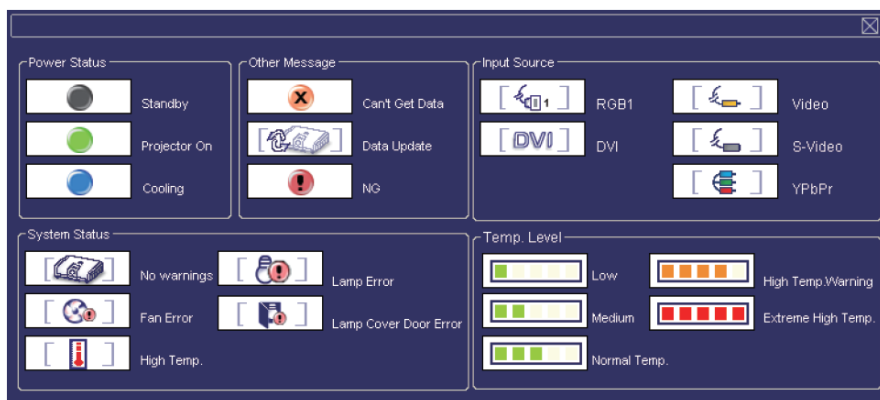 Power Status
Standby
Projector On
Cooling
Other Message
Can't Get Data
Data Update
NG
Input Source
1
RGB1
DVI
DVI
Video
S-Video
YPbPr
System Status
No warnings
Fan Error
High Temp.
Lamp Error
Lamp Cover Door Error
Temp. Level
Low
Medium
Normal Temp.
High Temp.Warning
Extreme High Temp.